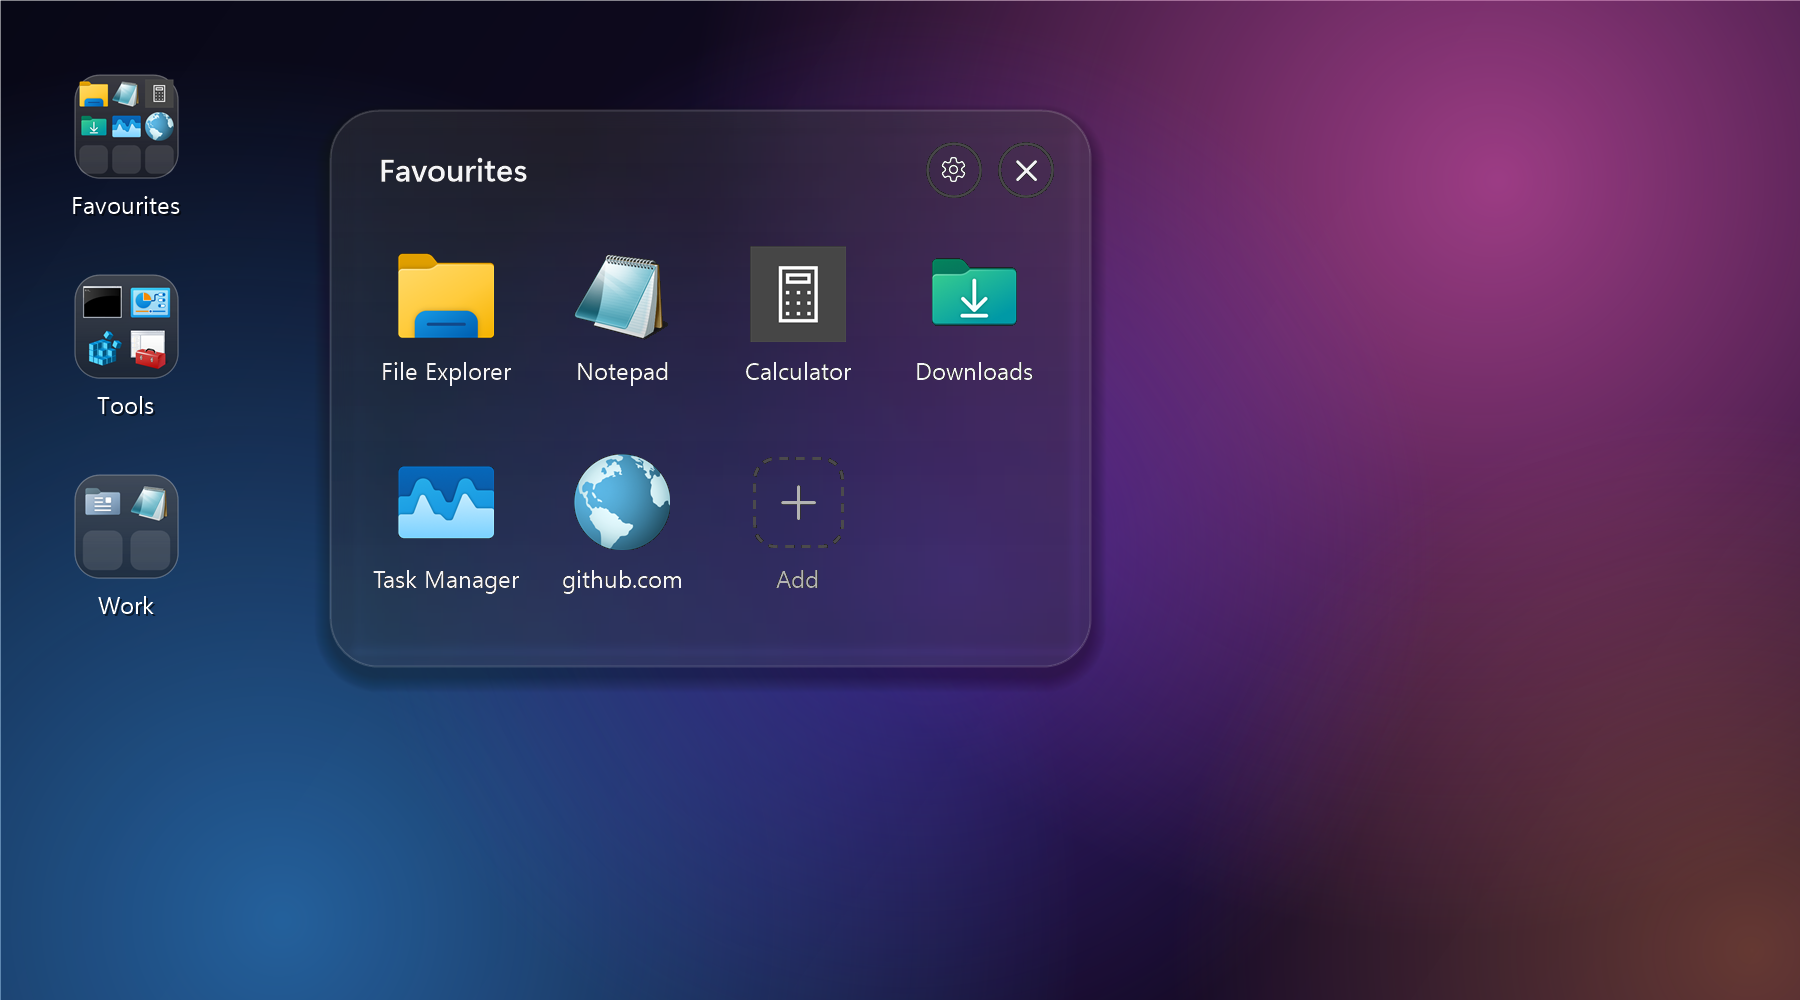 Favourites
Tools
Work
Favourites
File Explorer
Notepad
Calculator
Downloads
Task Manager
github.com
Add